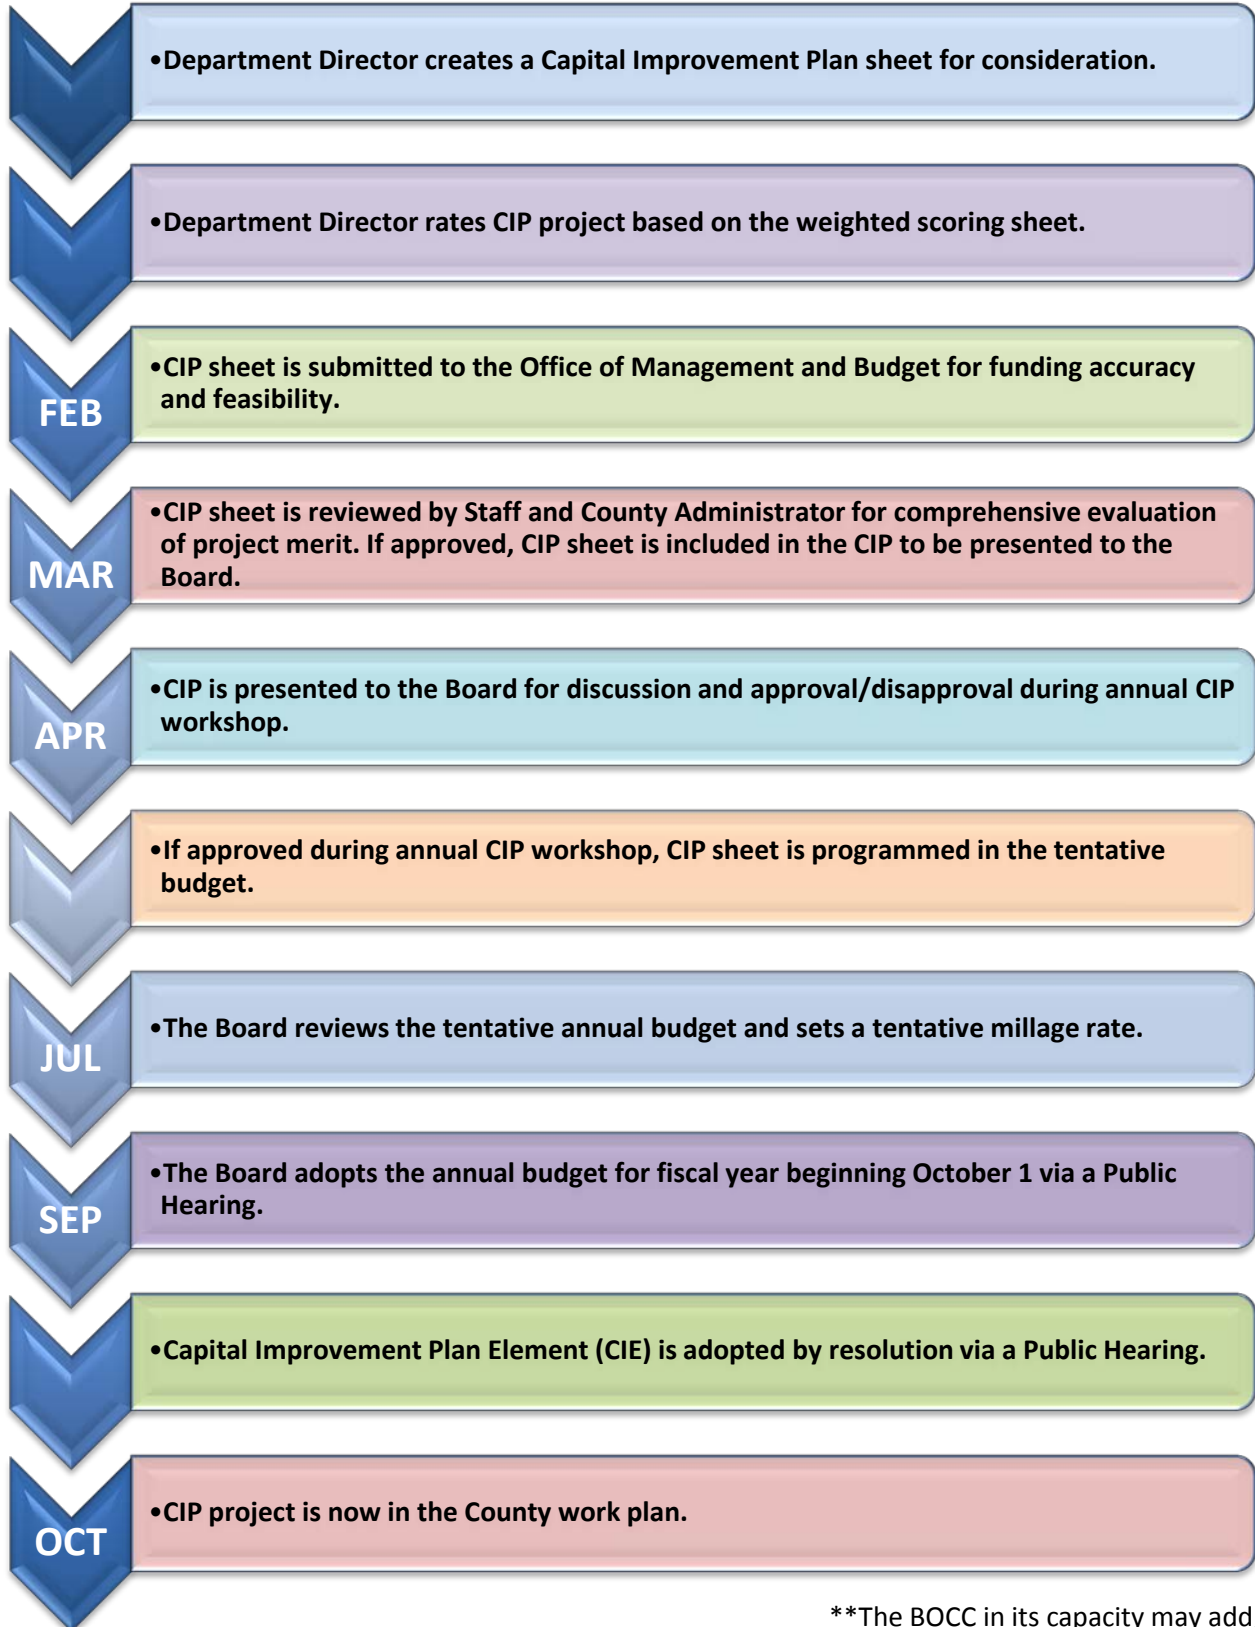 •Department Director creates a Capital Improvement Plan sheet for consideration.
•Department Director rates CIP project based on the weighted scoring sheet.
FEB
•CIP sheet is submitted to the Office of Management and Budget for funding accuracy
and feasibility.
MAR
•CIP sheet is reviewed by Staff and County Administrator for comprehensive evaluation
of project merit. If approved, CIP sheet is included in the CIP to be presented to the
Board.
APR
•CIP is presented to the Board for discussion and approval/disapproval during annual CIP
workshop.
•If approved during annual CIP workshop, CIP sheet is programmed in the tentative
budget.
JUL
•The Board reviews the tentative annual budget and sets a tentative millage rate.
SEP
•The Board adopts the annual budget for fiscal year beginning October 1 via a Public
Hearing.
•Capital Improvement Plan Element (CIE) is adopted by resolution via a Public Hearing.
OCT
•CIP project is now in the County work plan.
**The BOCC in its capacity may add